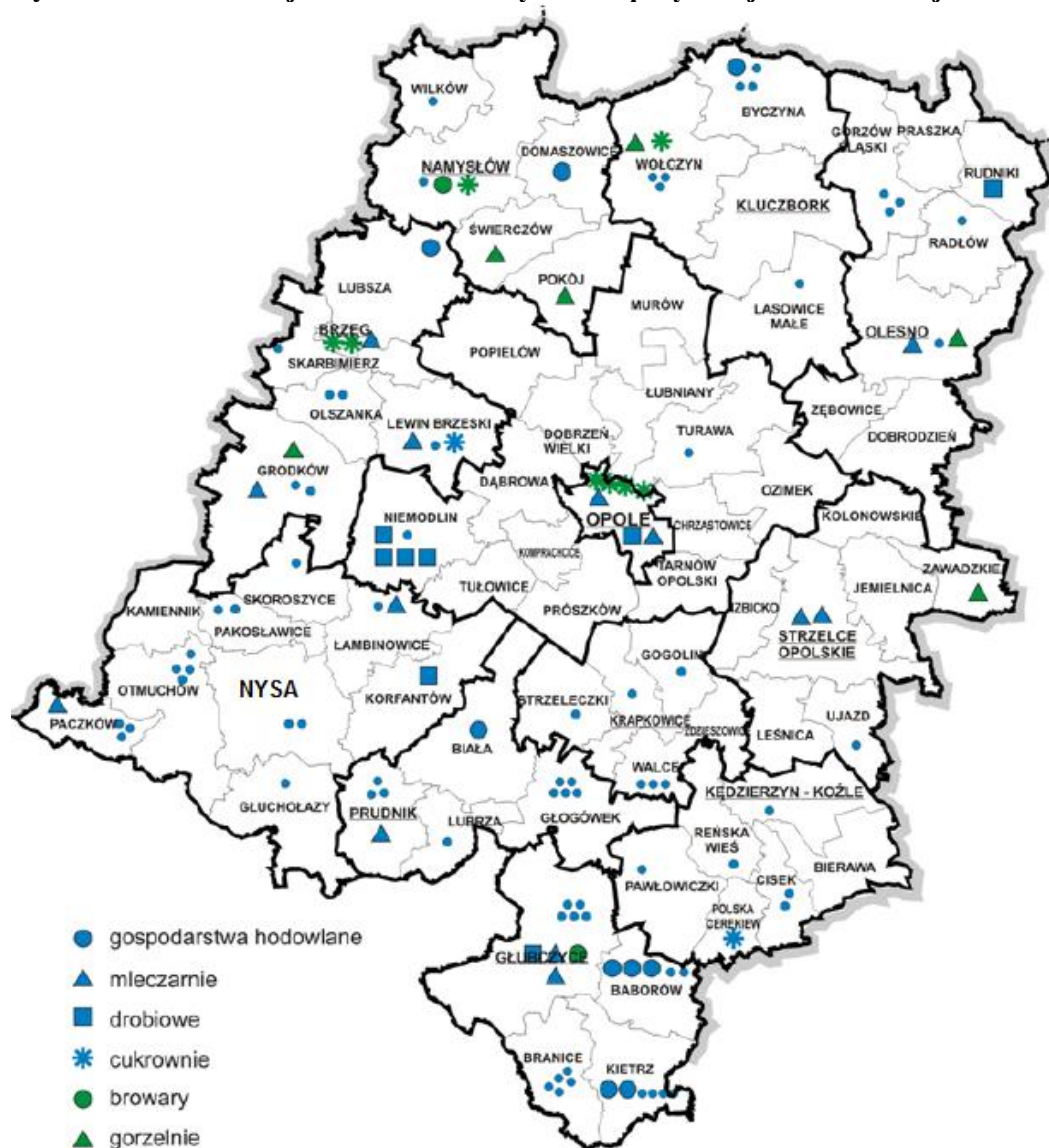 WILKÓW
BYCZYNA
GORZÓW
ŚLĄSKI
PRASZKA
NAMYSŁÓW
DOMASZOWICE
WOŁCZYN
RUDNIKI
KLUCZBORK
ŚWIERCZÓW
RADŁÓW
POKÓJ
LUBSZA
MURÓW
LASOWICE
MAŁE
OLESNO
BRZEG
SKARBIMIERZ
POPIELÓW
ŁUBNIANY
OLSZANKA
ZĘBOWICE
LEWIN BRZESKI
TURAWA
DOBRZEŃ
WIELKI
DOBRODZIEŃ
GRODKÓW
DĄBROWA
OZIMEK
NIEMODLIN
OPOLE
CHRZĄSTOWICE
KOLONOWSKIE
KOMPRACHCICE
TARNÓW
OPOLSKI
ZAWADZKIE
TUŁOWICE
JEMIELNICA
SKOROSZYCE
KAMIENNIK
PRÓSZKÓW
IZBICKO
PAKOSŁAWICE
STRZELCE
OPOLSKIE
ŁAMBINOWICE
GOGOLIN
OTMUCHÓW
NYSA
KORFANTÓW
STRZELECZKI
PACZKÓW
KRAPKOWICE
ZDZIESZOWICE
UJAZD
LEŚNICA
BIAŁA
WALCE
KĘDZIERZYN - KOŹLE
GŁUCHOŁAZY
PRUDNIK
LUBRZA
GŁOGÓWEK
REŃSKA
WIEŚ
BIERAWA
PAWŁOWICZKI
CISEK
POLSKA
CEREKIEW
GŁUBCZYCE
BABORÓW
BRANICE
KIETRZ
gospodarstwa hodowlane
mleczarnie
drobiowe
cukrownie
browary
gorzelnie